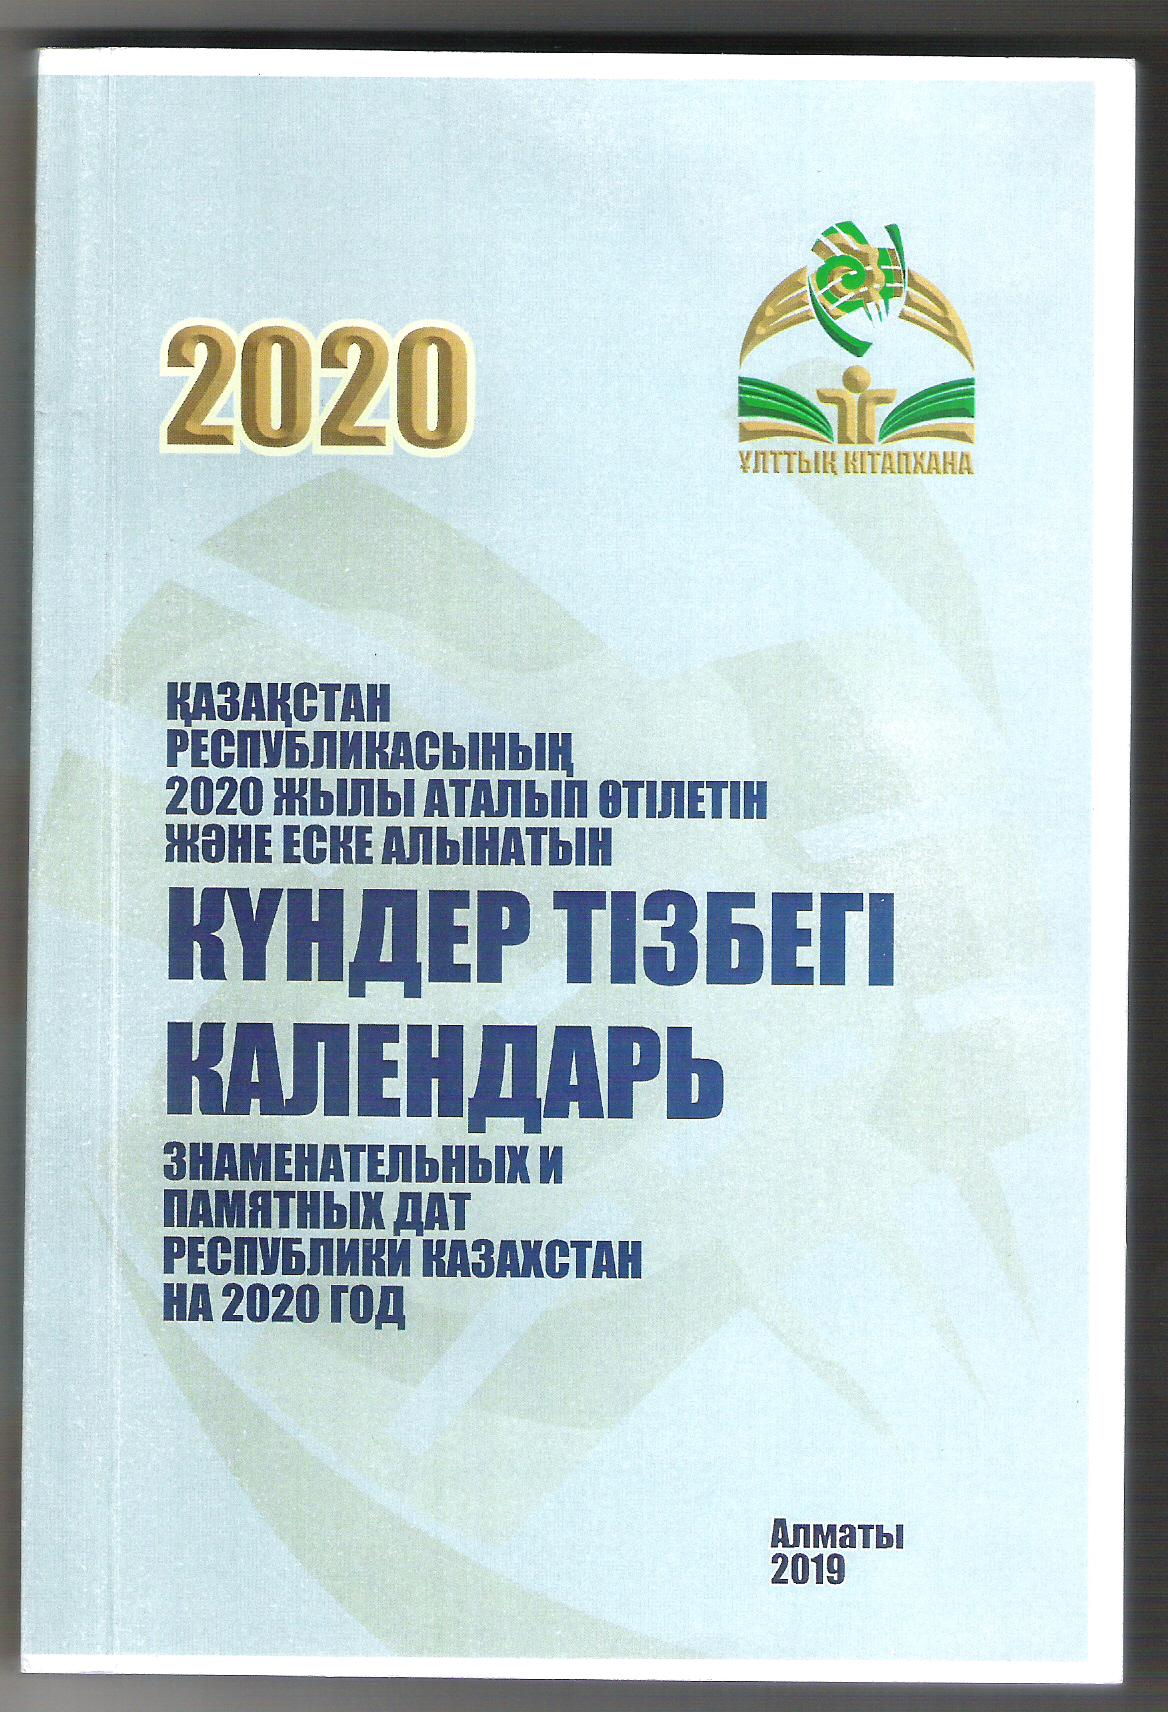 2020
ҰЛТТЫҚ КІТАПХАНА
ҚАЗАҚСТАН
РЕСПУБЛИКАСЫНЫҢ
2020 ЖЫЛЫ АТАЛЫП ӨТІЛЕТІН
ЖӘНЕ ЕСКЕ АЛЫНАТЫН
КҮНДЕР ТІЗБЕГІ
КАЛЕНДАРЬ
ЗНАМЕНАТЕЛЬНЫХ И
ПАМЯТНЫХ ДАТ
РЕСПУБЛИКИ КАЗАХСТАН
НА 2020 ГОД
Алматы
2019